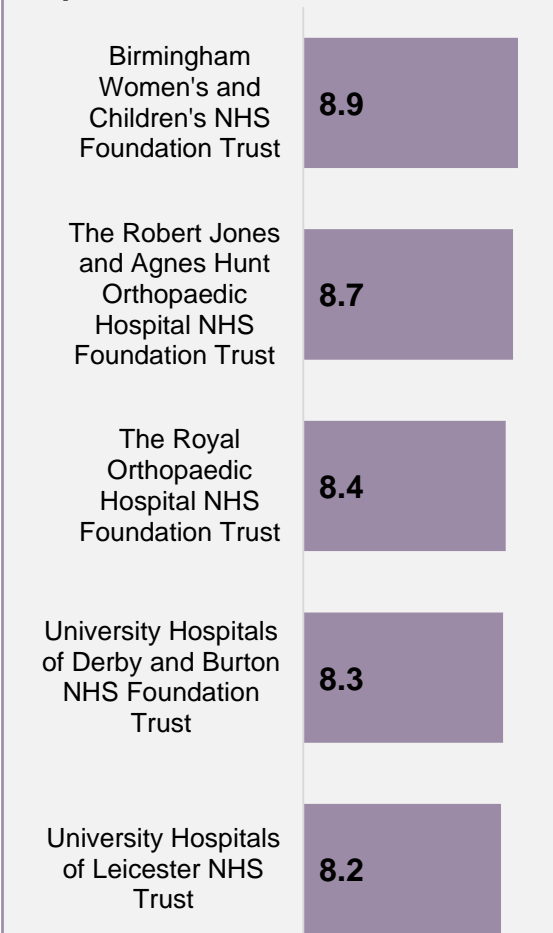 Birmingham
Women's and
Children's NHS
Foundation Trust
8.9
The Robert Jones
and Agnes Hunt
Orthopaedic
Hospital NHS
Foundation Trust
8.7
The Royal
Orthopaedic
Hospital NHS
Foundation Trust
8.4
University Hospitals
of Derby and Burton
NHS Foundation
Trust
8.3
University Hospitals
of Leicester NHS
Trust
8.2